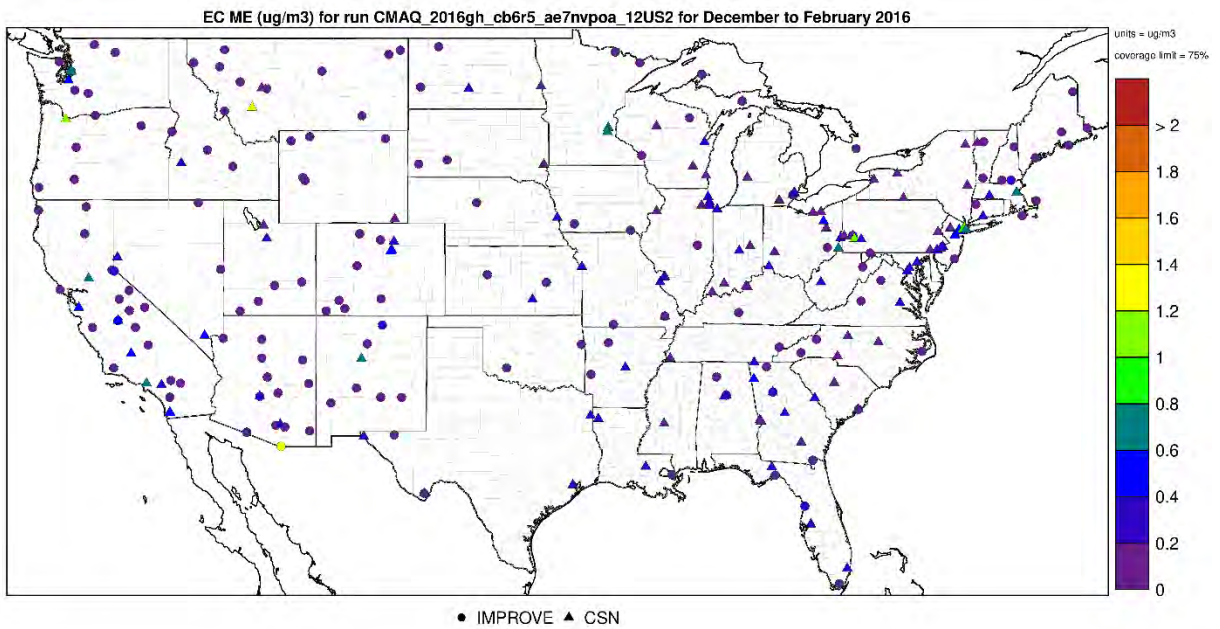 EC ME (ug/m3) for run CMAQ_2016gh_cb6r5_ae7nvpoa_12US2 for December to February 2016
units = ug/m3
coverage limit = 75%
> 2
1.8
1.6
1.4
1.2
1
0.8
0.6
0.4
0.2
0
● IMPROVE ▲ CSN